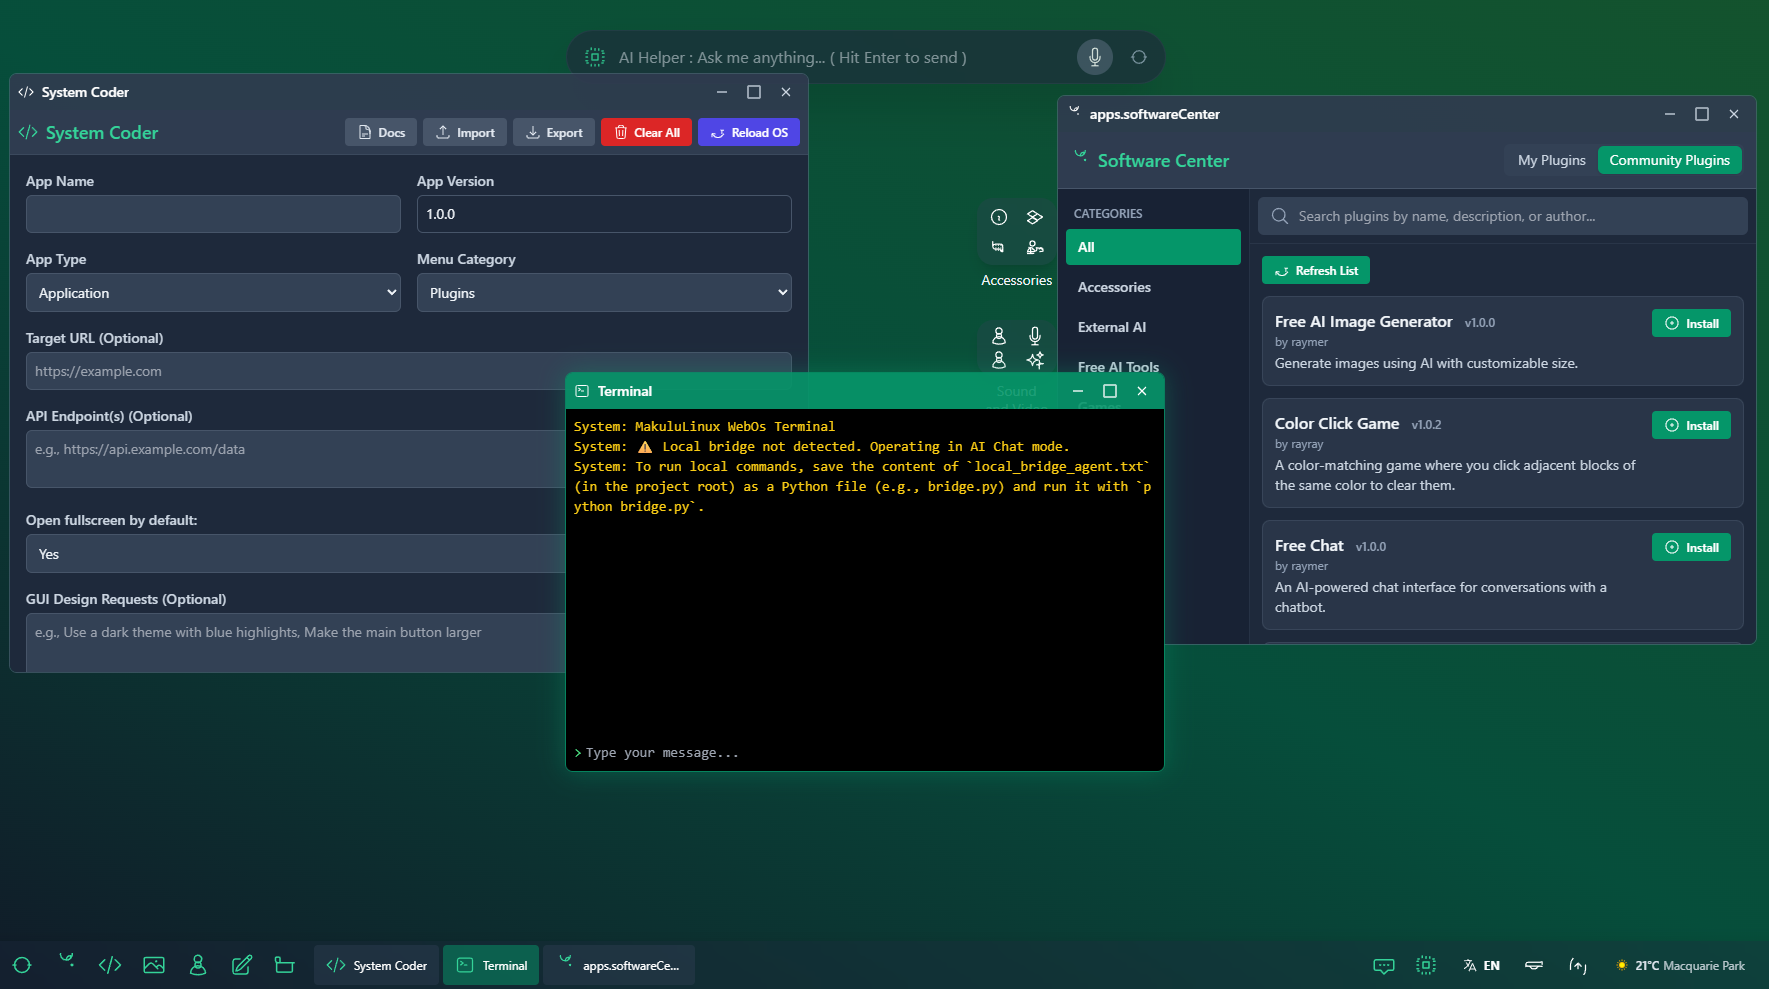 AI Helper : Ask me anything... ( Hit Enter to send )
System Coder
System Coder
Docs
Import
Export
Clear All
Reload OS
App Name
App Version
1.0.0
App Type
Menu Category
Application
Plugins
Target URL (Optional)
https://example.com
API Endpoint(s) (Optional)
e.g., https://api.example.com/data
Open fullscreen by default:
Yes
GUI Design Requests (Optional)
e.g., Use a dark theme with blue highlights, Make the main button larger
Accessories
Sound
and Video
Terminal
System: MakuluLinux WebOs Terminal
System: ⚠️ Local bridge not detected. Operating in AI Chat mode.
System: To run local commands, save the content of `local_bridge_agent.txt`
(in the project root) as a Python file (e.g., bridge.py) and run it with `p
ython bridge.py`.
> Type your message...
apps.softwareCenter
Software Center
My Plugins
Community Plugins
CATEGORIES
All
Accessories
External AI
Free AI Tools
Games
Search plugins by name, description, or author...
Refresh List
Free AI Image Generator v1.0.0
Install
by raymer
Generate images using AI with customizable size.
Color Click Game v1.0.2
Install
by rayray
A color-matching game where you click adjacent blocks of
the same color to clear them.
Free Chat v1.0.0
Install
by raymer
An AI-powered chat interface for conversations with a
chatbot.
System Coder
Terminal
apps.softwareCe...
EN
21°C Macquarie Park